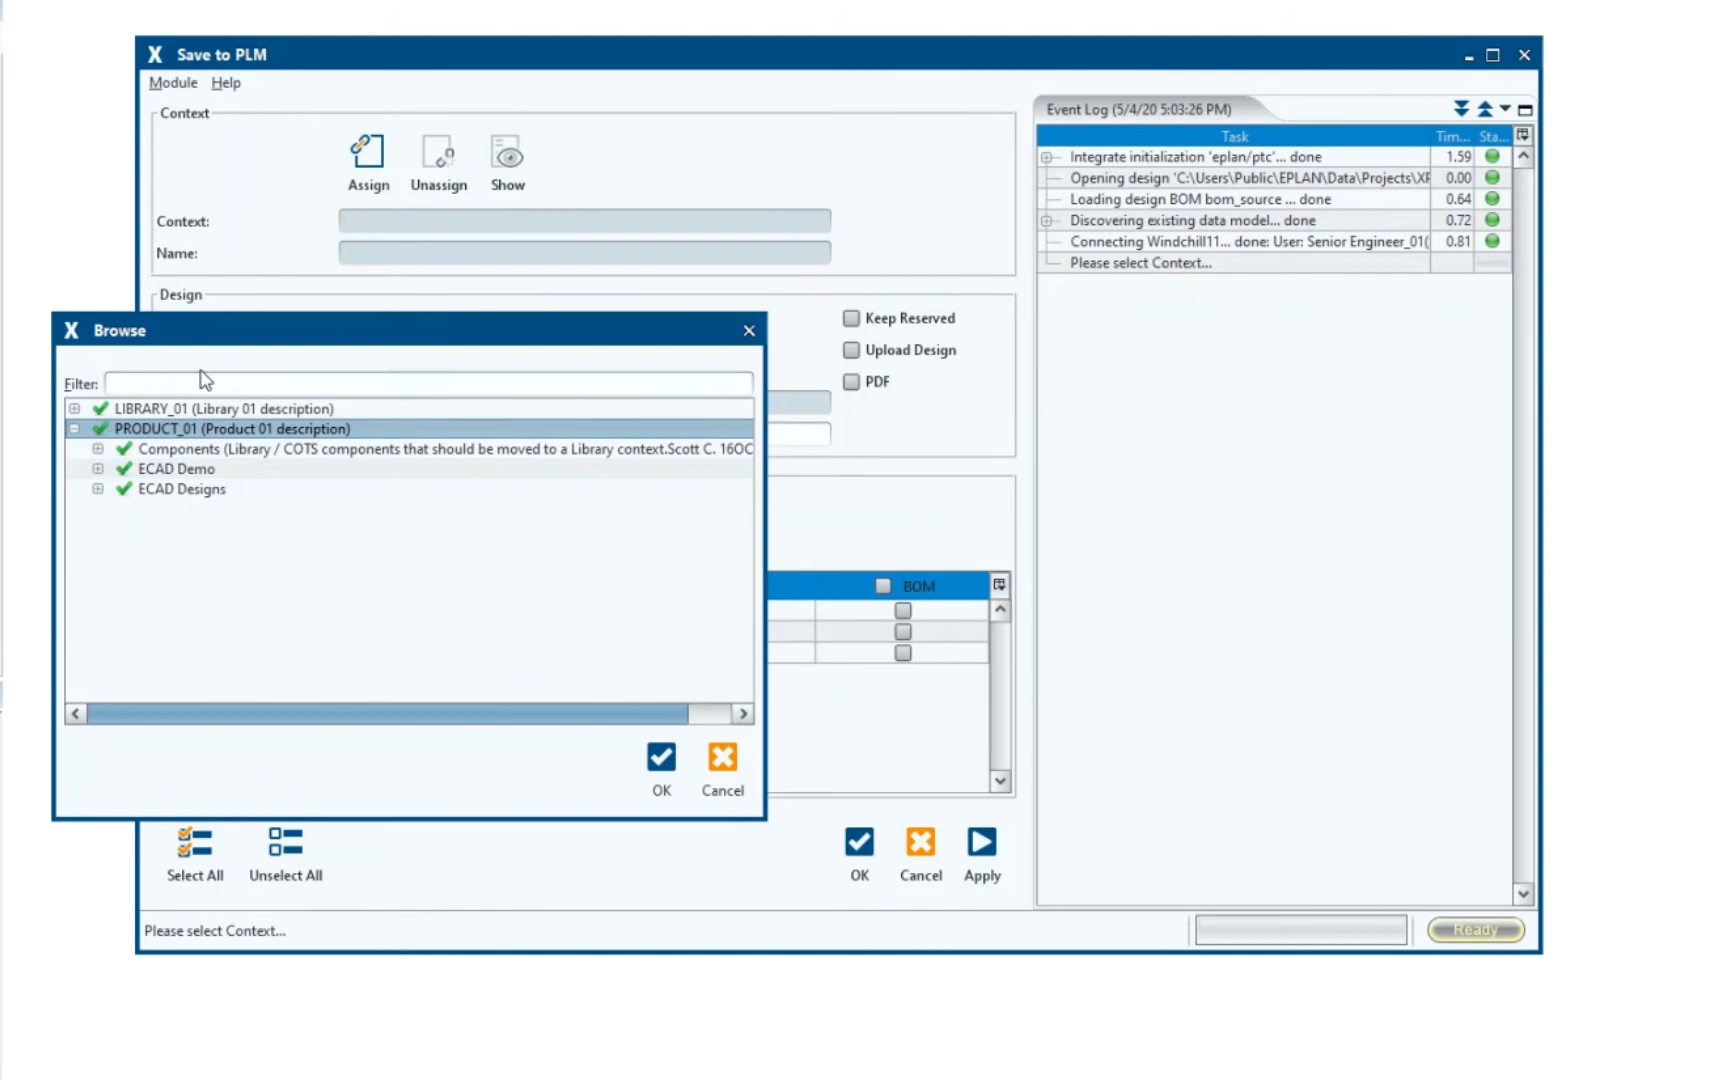 Save to PLM
Module Help
Context
Assign Unassign Show
Context:
Name:
Design
Keep Reserved
Upload Design
PDF
BOM
Browse
Filter:
LIBRARY_01 (Library 01 description)
PRODUCT_01 (Product 01 description)
Components (Library / COTS components that should be moved to a Library context.Scott C. 16OC
ECAD Demo
ECAD Designs
OK Cancel
Select All Unselect All
OK Cancel Apply
Please select Context...
Event Log (5/4/20 5:03:26 PM)
Task Tim... Sta...
Integrate initialization 'eplan/ptc'... done 1.59
Opening design 'C:\Users\Public\EPLAN\Data\Projects\XF 0.00
Loading design BOM bom_source ... done 0.64
Discovering existing data model... done 0.72
Connecting Windchill11... done: User: Senior Engineer_01( 0.81
Please select Context...
Ready